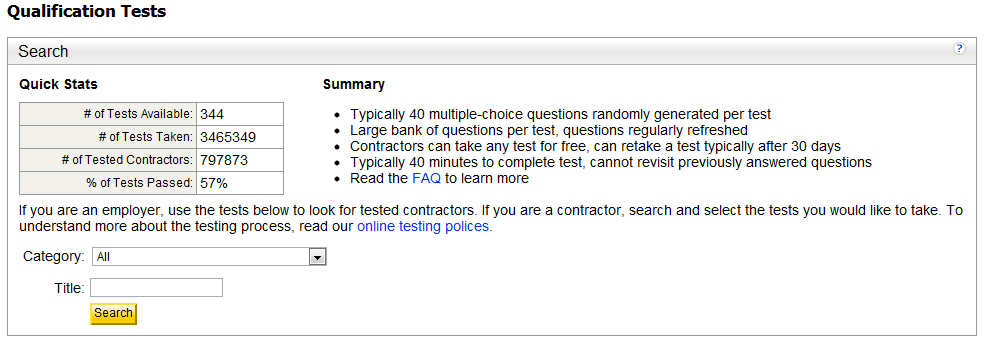 Qualification Tests
Search
?
Quick Stats
# of Tests Available: 344
# of Tests Taken: 3465349
# of Tested Contractors: 797873
% of Tests Passed: 57%
Summary
• Typically 40 multiple-choice questions randomly generated per test
• Large bank of questions per test, questions regularly refreshed
• Contractors can take any test for free, can retake a test typically after 30 days
• Typically 40 minutes to complete test, cannot revisit previously answered questions
• Read the FAQ to learn more
If you are an employer, use the tests below to look for tested contractors. If you are a contractor, search and select the tests you would like to take. To
understand more about the testing process, read our online testing polices.
Category: All
Title:
Search